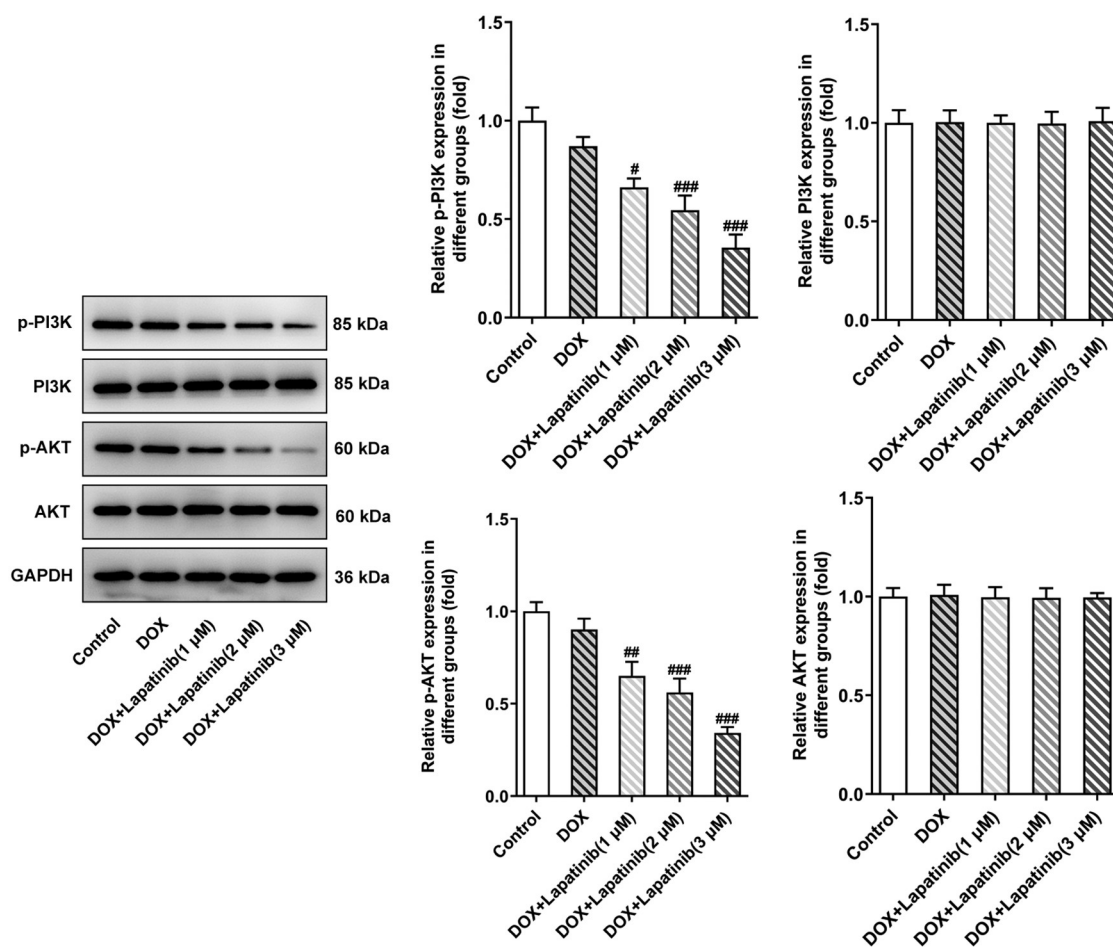 p-PI3K 85 kDa
PI3K 85 kDa
p-AKT 60 kDa
AKT 60 kDa
GAPDH 36 kDa
Control
DOX
DOX+Lapatinib(1 μM)
DOX+Lapatinib(2 μM)
DOX+Lapatinib(3 μM)
Relative p-PI3K expression in
different groups (fold)
1.5
1.0
0.5
0.0
#
###
###
Control
DOX
DOX+Lapatinib(1 μM)
DOX+Lapatinib(2 μM)
DOX+Lapatinib(3 μM)
Relative PI3K expression in
different groups (fold)
1.5
1.0
0.5
0.0
Control
DOX
DOX+Lapatinib(1 μM)
DOX+Lapatinib(2 μM)
DOX+Lapatinib(3 μM)
Relative p-AKT expression in
different groups (fold)
1.5
1.0
0.5
0.0
##
###
###
Control
DOX
DOX+Lapatinib(1 μM)
DOX+Lapatinib(2 μM)
DOX+Lapatinib(3 μM)
Relative AKT expression in
different groups (fold)
1.5
1.0
0.5
0.0
Control
DOX
DOX+Lapatinib(1 μM)
DOX+Lapatinib(2 μM)
DOX+Lapatinib(3 μM)